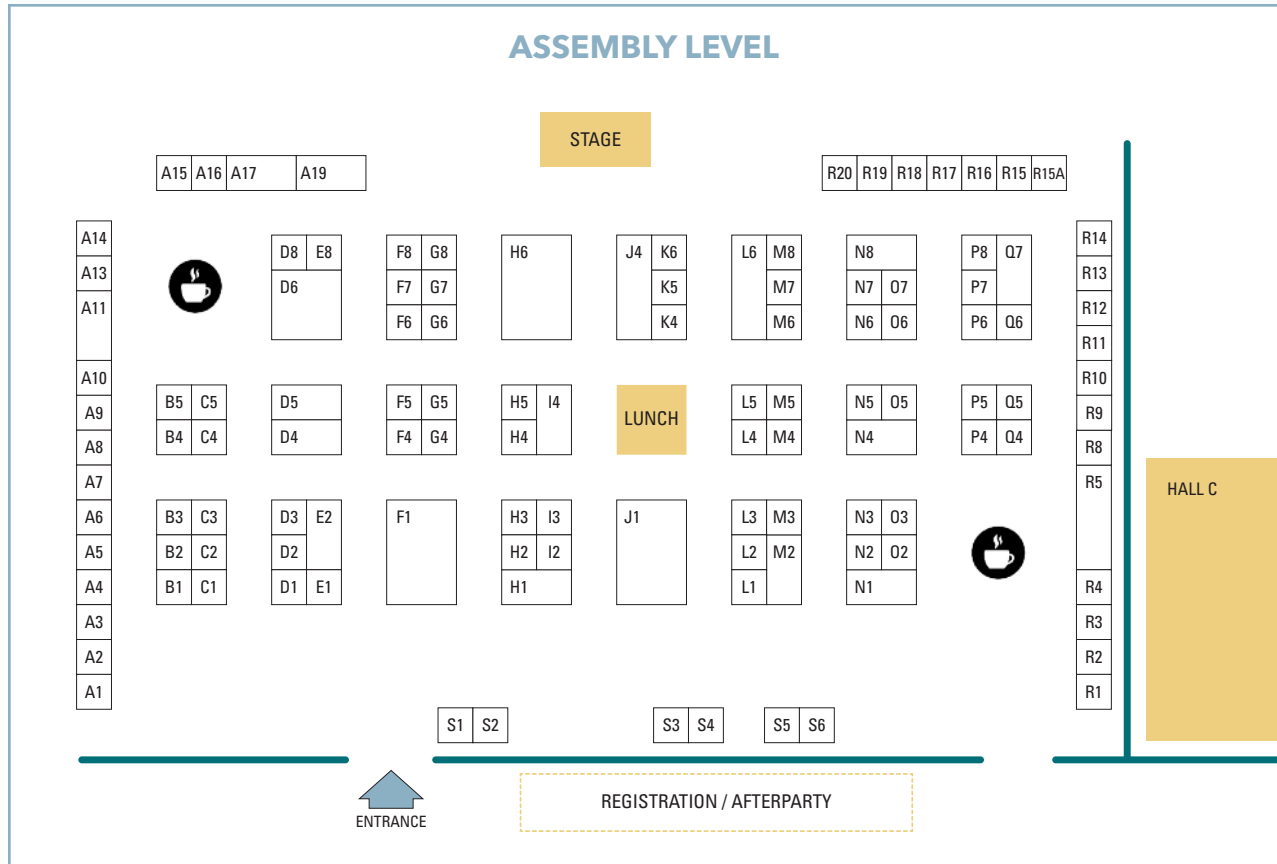 ASSEMBLY LEVEL
STAGE
A15 A16 A17 A19
R20 R19 R18 R17 R16 R15 R15A
A14
A13
A11
A10
A9
A8
A7
A6
A5
A4
A3
A2
A1
D8 E8
D6
F8 G8
F7 G7
F6 G6
H6
J4 K6
K5
K4
L6 M8
M7
M6
N8
N7 O7
N6 O6
P8 Q7
P7
P6 Q6
B5 C5
B4 C4
D5
D4
F5 G5
F4 G4
H5 I4
H4
LUNCH
L5 M5
L4 M4
N5 O5
N4
P5 Q5
P4 Q4
B3 C3
B2 C2
B1 C1
D3 E2
D2
D1 E1
F1
H3 I3
H2 I2
H1
J1
L3 M3
L2 M2
L1
N3 O3
N2 O2
N1
R14
R13
R12
R11
R10
R9
R8
R5
R4
R3
R2
R1
HALL C
S1 S2
S3 S4
S5 S6
ENTRANCE
REGISTRATION / AFTERPARTY